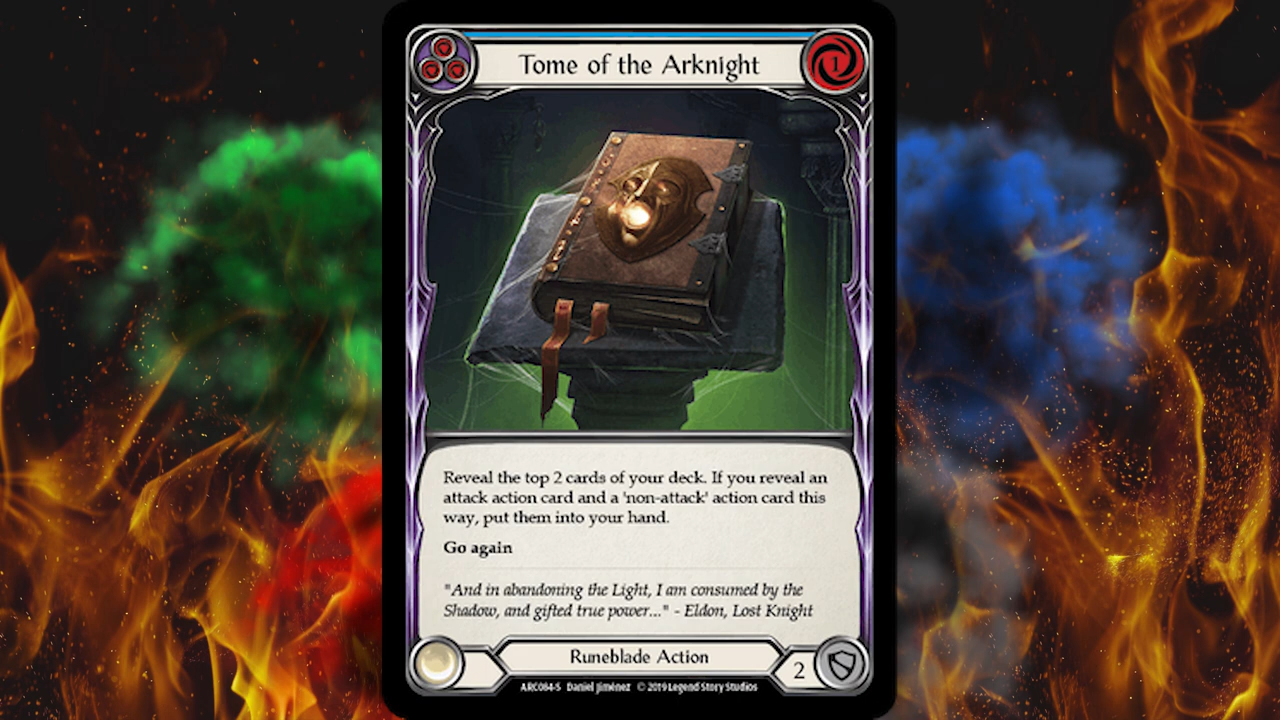 Tome of the Arknight
1
Reveal the top 2 cards of your deck. If you reveal an
attack action card and a 'non-attack' action card this
way, put them into your hand.
Go again
"And in abandoning the Light, I am consumed by the
Shadow, and gifted true power..." - Eldon, Lost Knight
Runeblade Action
2
ARC084-S Daniel Jiménez © 2019 Legend Story Studios